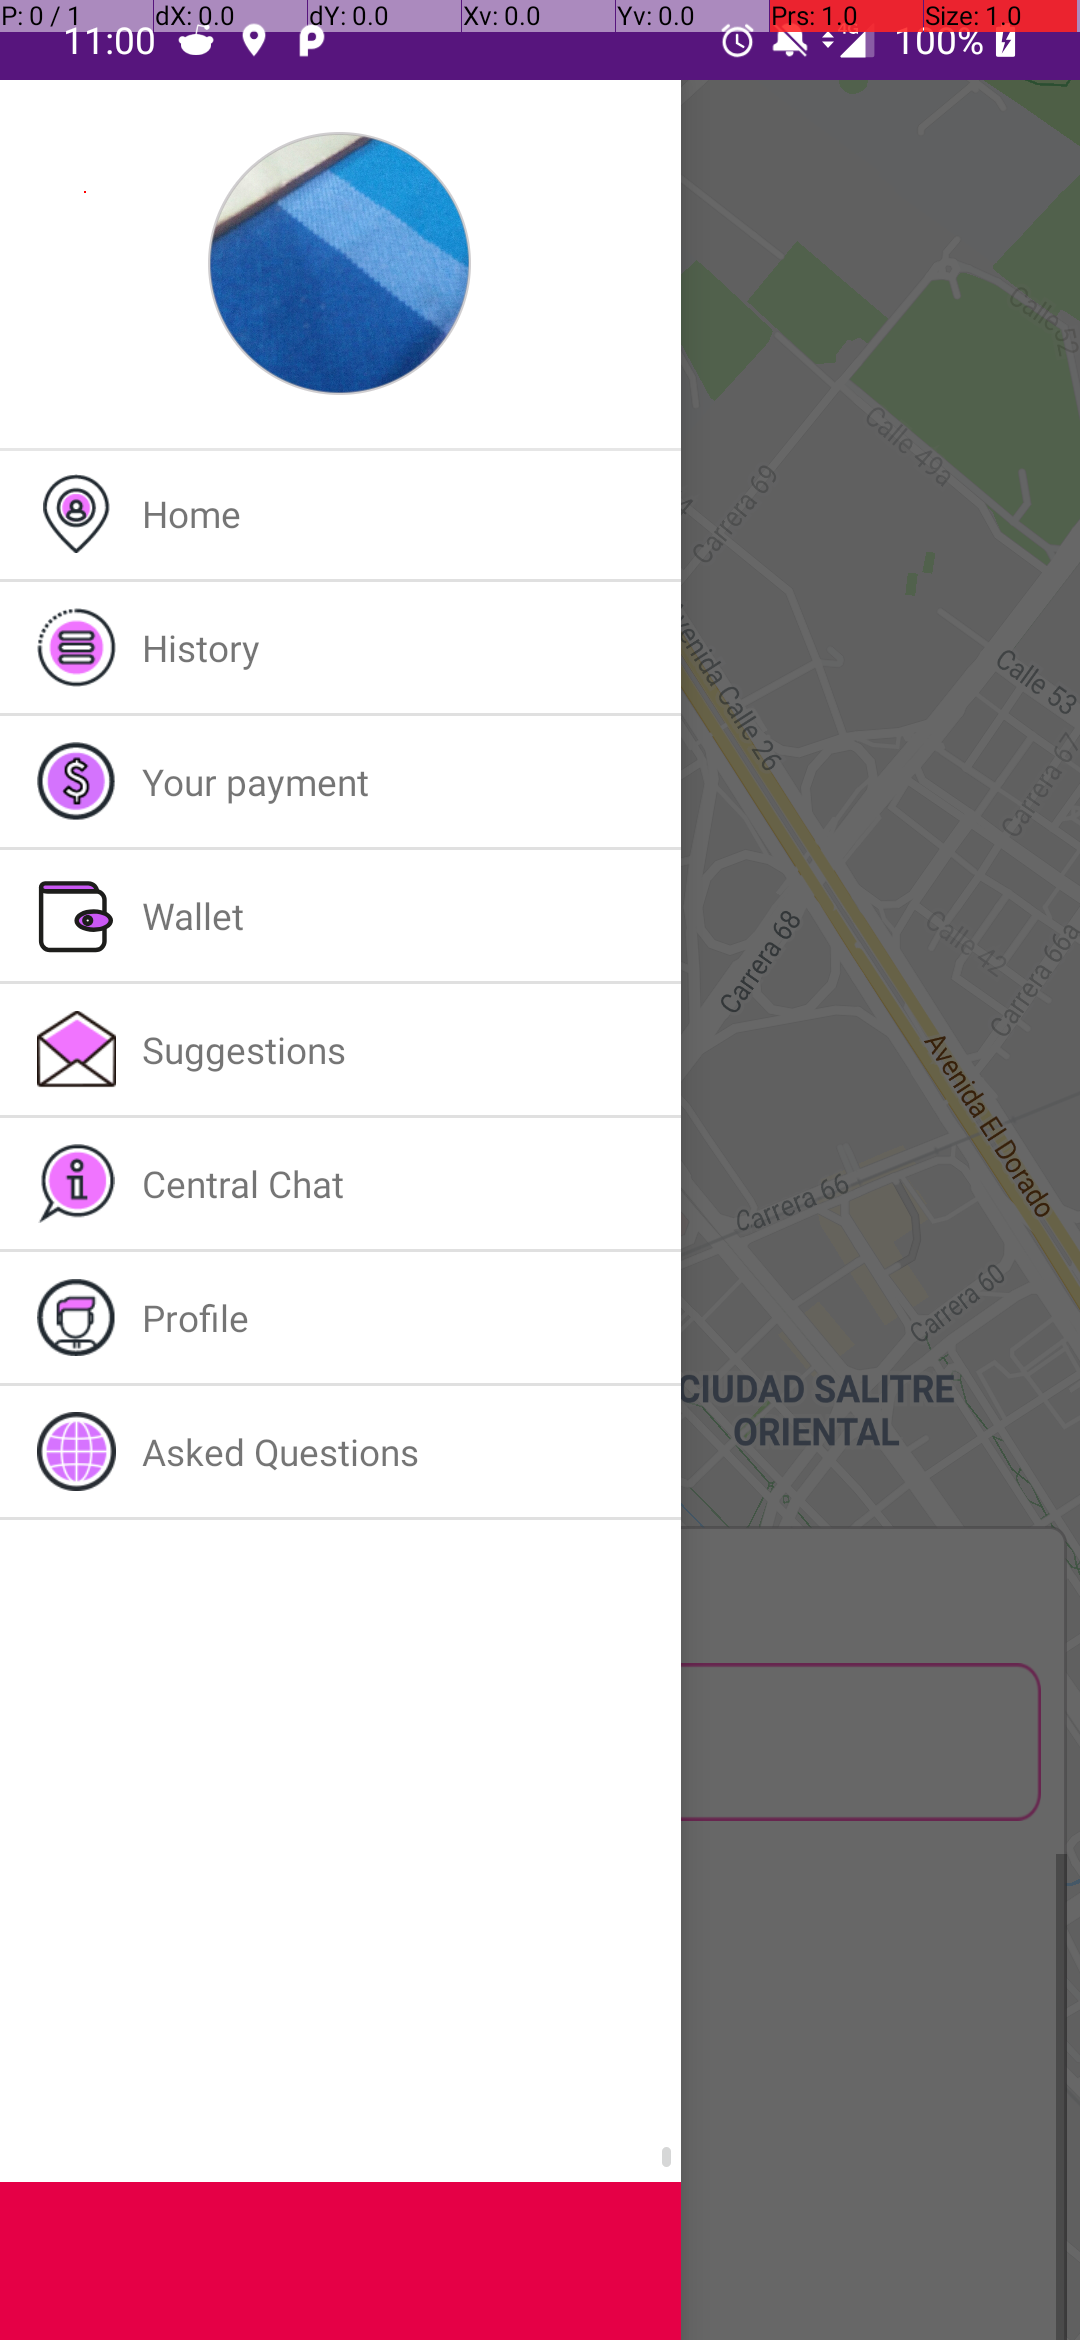 P: 0 / 1 dX: 0.0 dY: 0.0 Xv: 0.0 Yv: 0.0 Prs: 1.0 Size: 1.0
11:00 100%
Home
History
Your payment
Wallet
Suggestions
Central Chat
Profile
Asked Questions
Calle 52
Calle 49a
Carrera 69
Calle 53
Avenida Calle 26
Carrera 67
Carrera 68
Calle 42
Carrera 66a
Avenida El Dorado
Carrera 66
Carrera 60
CIUDAD SALITRE
ORIENTAL